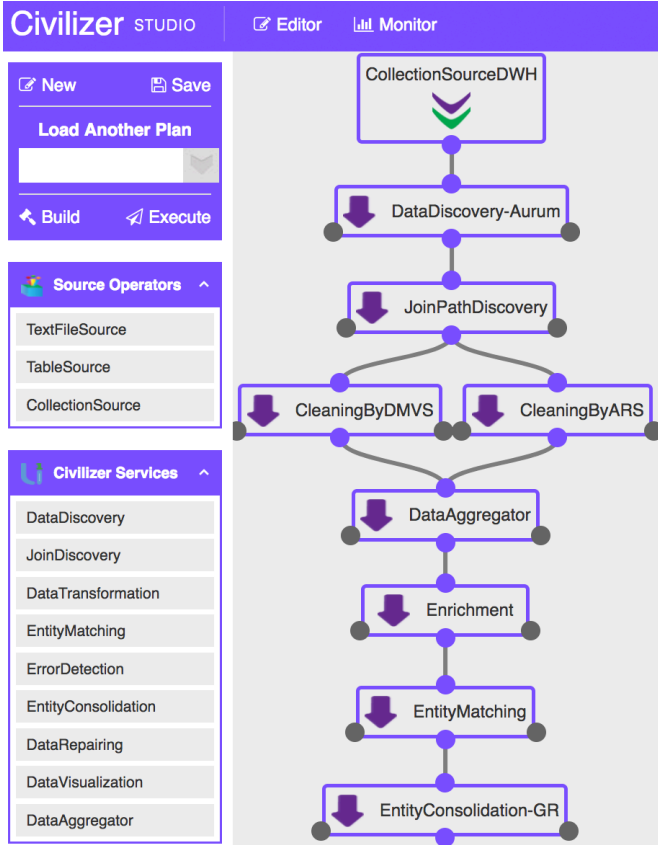 Civilizer STUDIO
Editor
Monitor
New
Save
Load Another Plan
Build
Execute
Source Operators
TextFileSource
TableSource
CollectionSource
Civilizer Services
DataDiscovery
JoinDiscovery
DataTransformation
EntityMatching
ErrorDetection
EntityConsolidation
DataRepairing
DataVisualization
DataAggregator
CollectionSourceDWH
DataDiscovery-Aurum
JoinPathDiscovery
CleaningByDMVS
CleaningByARS
DataAggregator
Enrichment
EntityMatching
EntityConsolidation-GR